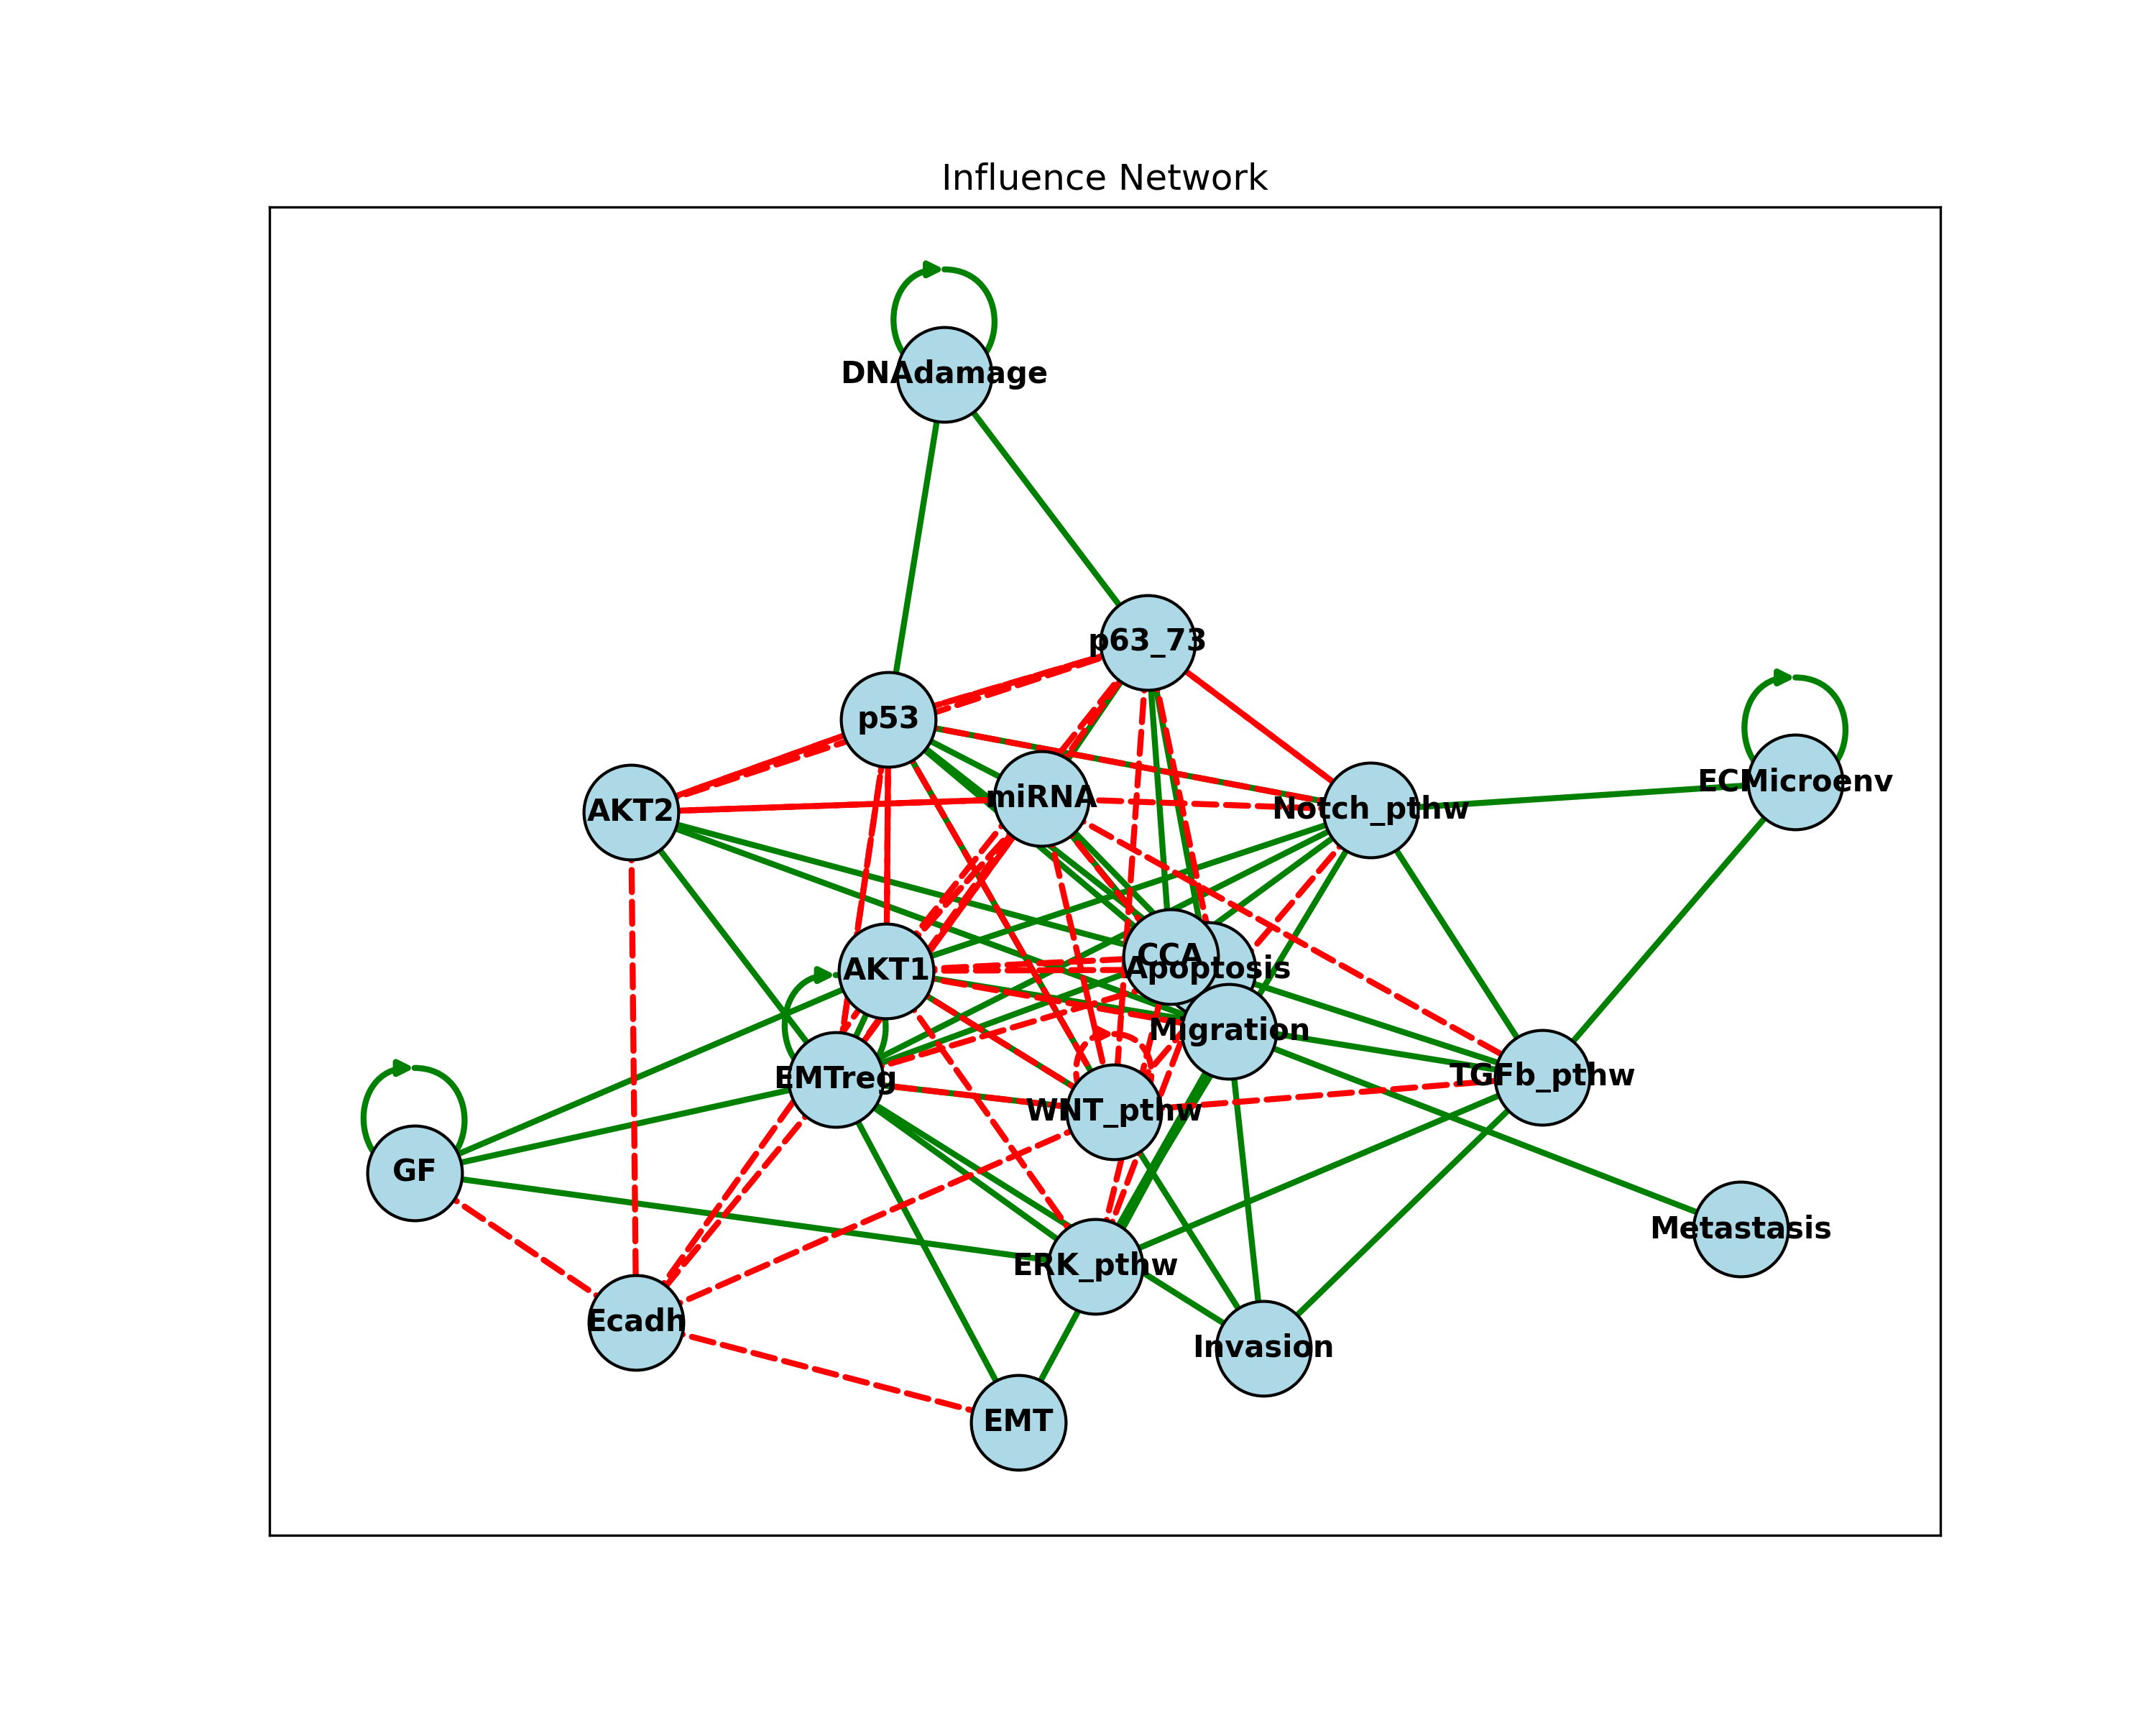 Influence Network
DNAdamage
p63_73
p53
ECMicroenv
miRNA
AKT2
Notch_pthw
CCA
AKT1
Apoptosis
Migration
EMTreg
TGFb_pthw
WNT_pthw
GF
Metastasis
ERK_pthw
Ecadh
Invasion
EMT